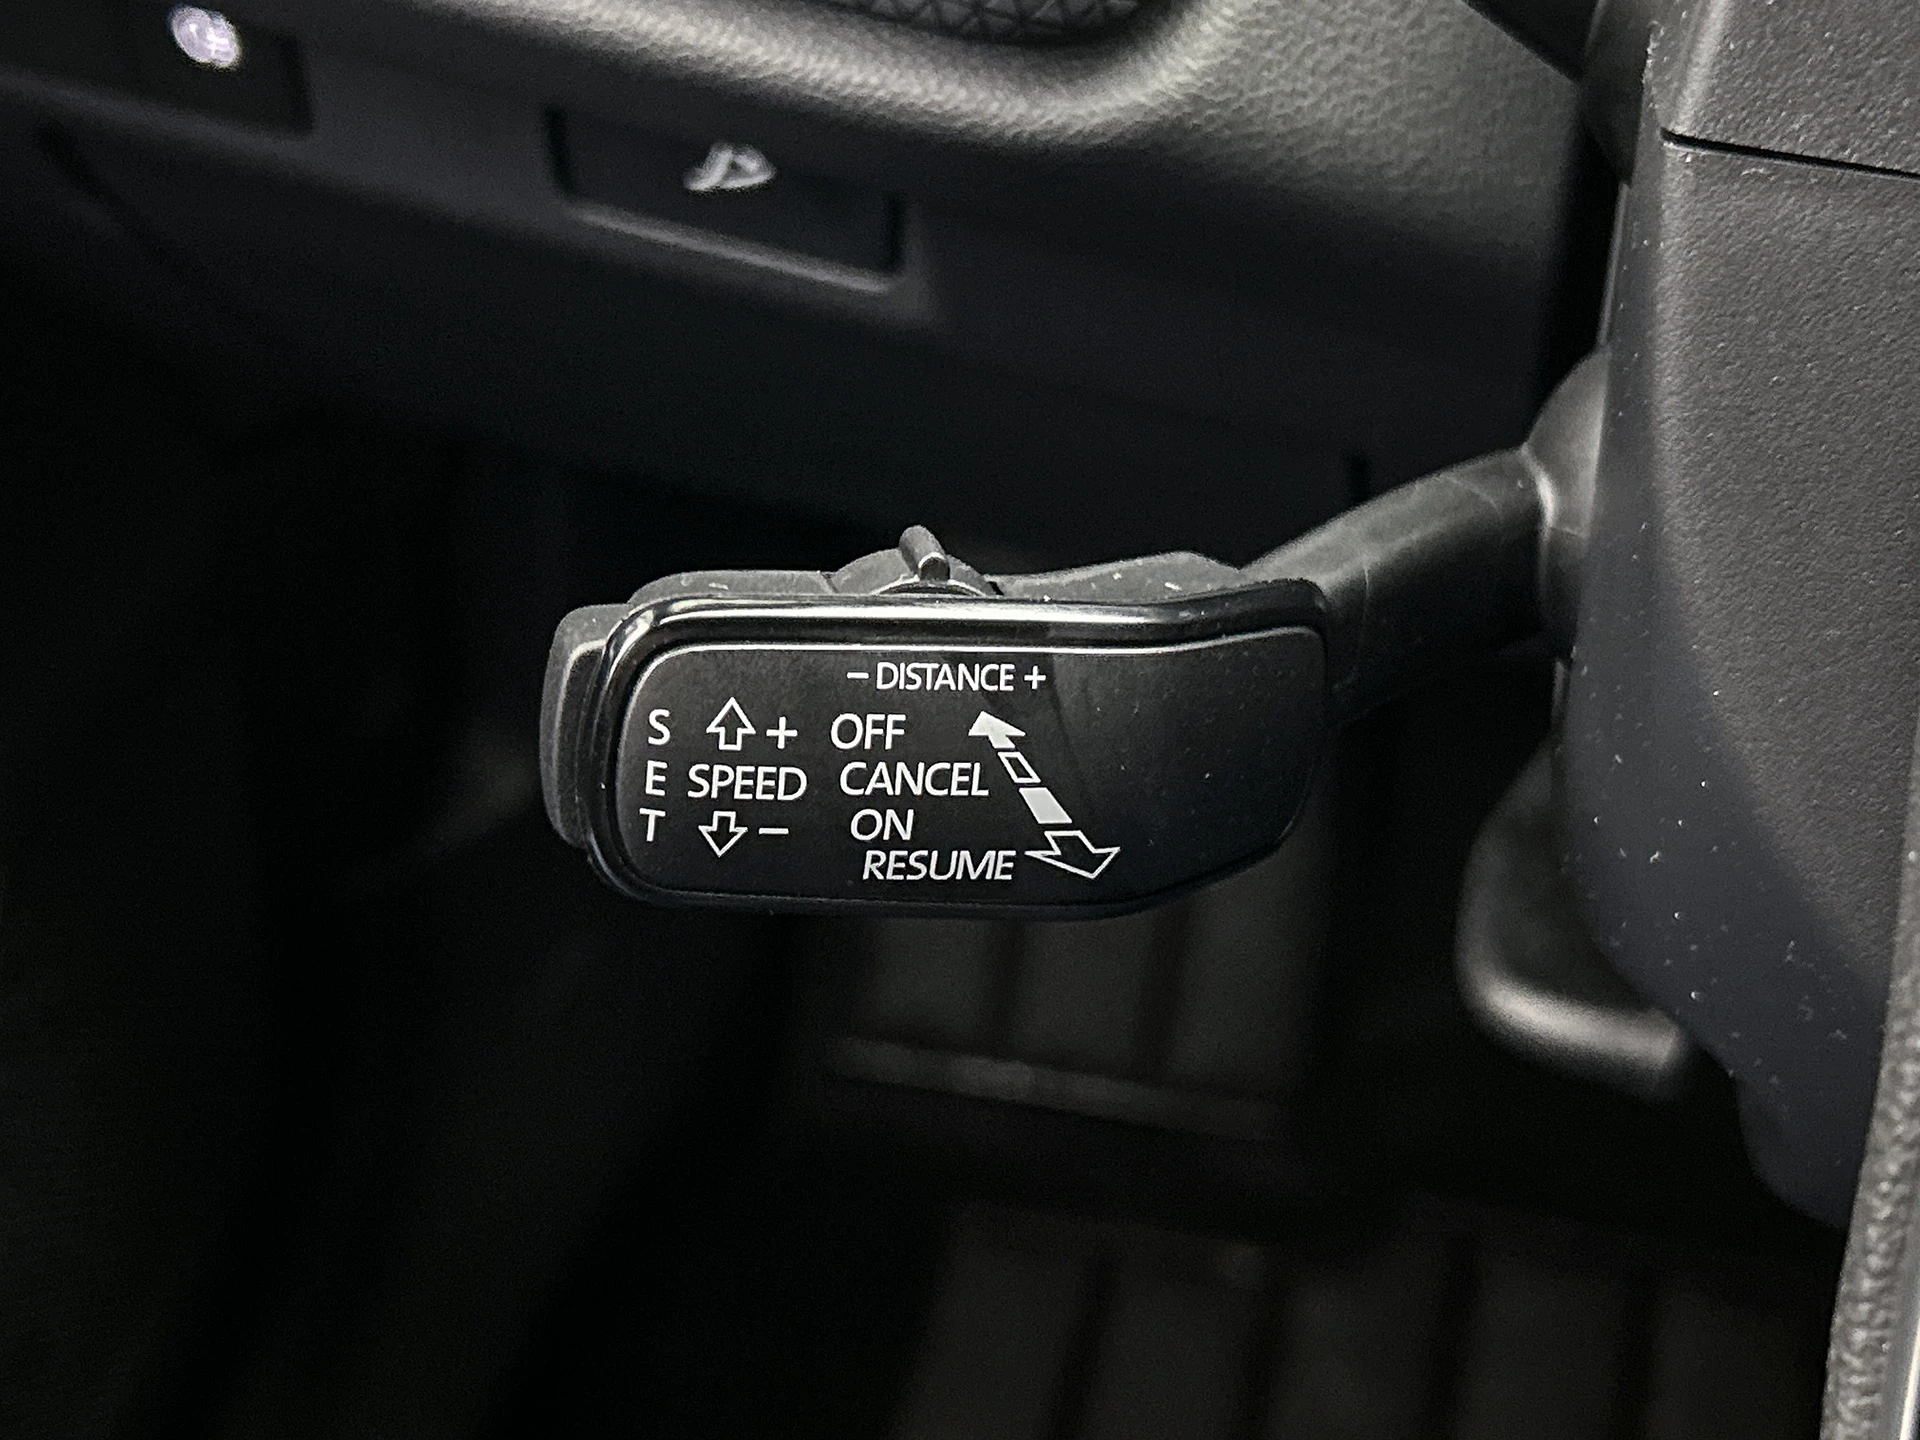 – DISTANCE +
S + OFF
E SPEED CANCEL
T – ON
RESUME